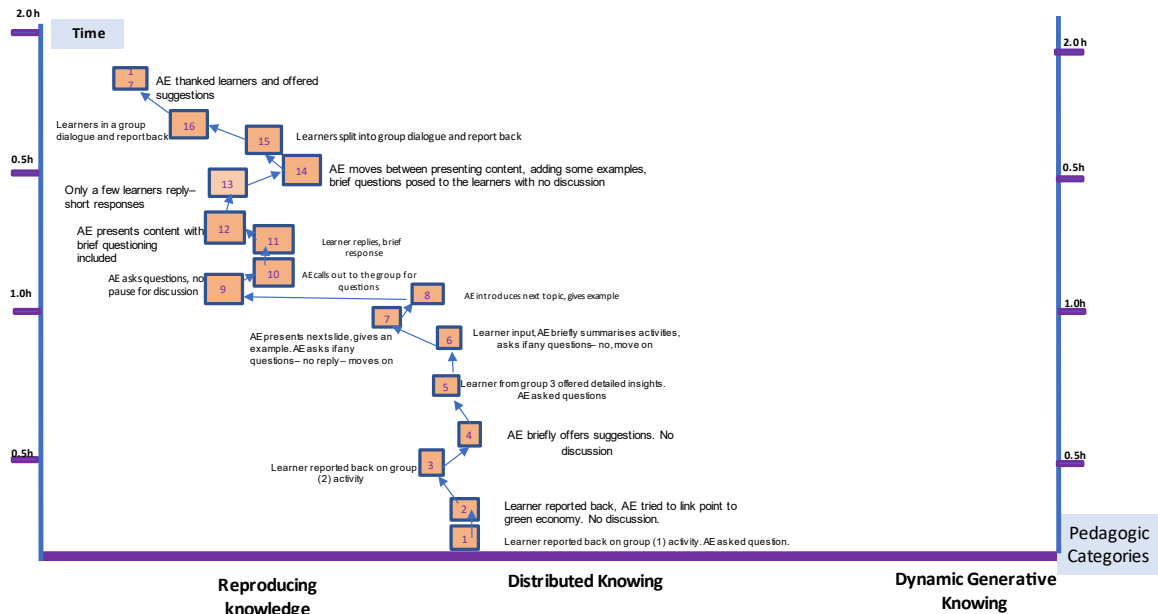 2.0 h
Time
2.0 h
1
7
AE thanked learners and offered
suggestions
Learners in a group
dialogue and report back
16
15
Learners split into group dialogue and report back
14
AE moves between presenting content, adding some examples,
brief questions posed to the learners with no discussion
0.5h
0.5h
13
Only a few learners reply–
short responses
12
AE presents content with
brief questioning
included
11
Learner replies, brief
response
10
AE calls out to the group for
questions
AE asks questions, no
pause for discussion
9
8
AE introduces next topic, gives example
1.0h
1.0h
7
AE presents next slide, gives an
example. AE asks if any
questions– no reply – moves on
6
Learner input, AE briefly summarises activities,
asks if any questions– no, move on
5
Learner from group 3 offered detailed insights.
AE asked questions
4
AE briefly offers suggestions. No
discussion
0.5h
0.5h
3
Learner reported back on group
(2) activity
2
Learner reported back, AE tried to link point to
green economy. No discussion.
1
Learner reported back on group (1) activity. AE asked question.
Pedagogic
Categories
Reproducing
knowledge
Distributed Knowing
Dynamic Generative
Knowing